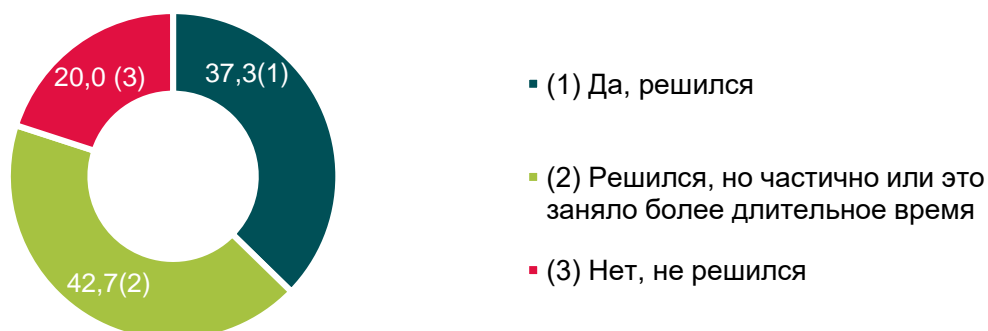 20,0 (3)
37,3(1)
42,7(2)
(1) Да, решился
(2) Решился, но частично или это
заняло более длительное время
(3) Нет, не решился